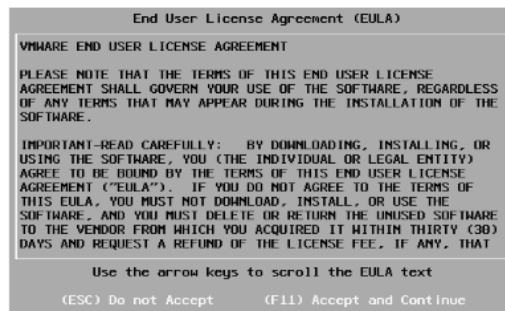 End User License Agreement (EULA)
VMWARE END USER LICENSE AGREEMENT
PLEASE NOTE THAT THE TERMS OF THIS END USER LICENSE
AGREEMENT SHALL GOVERN YOUR USE OF THE SOFTWARE, REGARDLESS
OF ANY TERMS THAT MAY APPEAR DURING THE INSTALLATION OF THE
SOFTWARE.
IMPORTANT-READ CAREFULLY:   BY DOWNLOADING, INSTALLING, OR
USING THE SOFTWARE, YOU (THE INDIVIDUAL OR LEGAL ENTITY)
AGREE TO BE BOUND BY THE TERMS OF THIS END USER LICENSE
AGREEMENT ("EULA").  IF YOU DO NOT AGREE TO THE TERMS OF
THIS EULA, YOU MUST NOT DOWNLOAD, INSTALL, OR USE THE
SOFTWARE, AND YOU MUST DELETE OR RETURN THE UNUSED SOFTWARE
TO THE VENDOR FROM WHICH YOU ACQUIRED IT WITHIN THIRTY (30)
DAYS AND REQUEST A REFUND OF THE LICENSE FEE, IF ANY, THAT
Use the arrow keys to scroll the EULA text
(ESC) Do not Accept      (F11) Accept and Continue